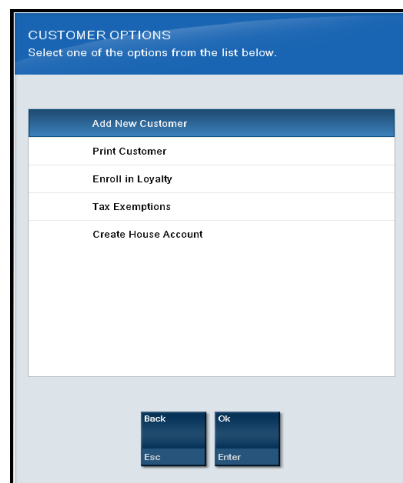 CUSTOMER OPTIONS
Select one of the options from the list below.
Add New Customer
Print Customer
Enroll in Loyalty
Tax Exemptions
Create House Account
Back Ok
Esc Enter